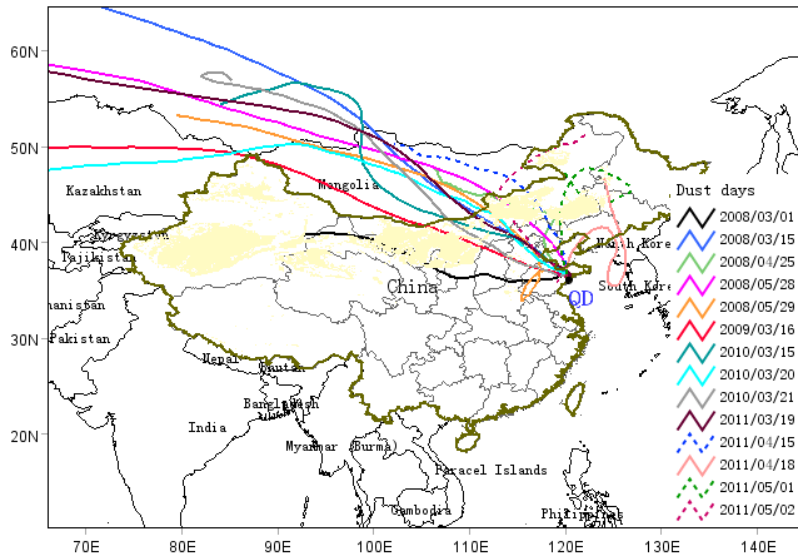 60N
50N
40N
30N
20N
Kazakhstan
Mongolia
Kyrgyzstan
Tajikistan
hanistan
Pakistan
China
North Kore
South Kore
QD
Nepal
Bhutan
Bangladesh
India
Myanmar (Burma)
Paracel Islands
Cambodia
Philippines
Dust days
2008/03/01
2008/03/15
2008/04/25
2008/05/28
2008/05/29
2009/03/16
2010/03/15
2010/03/20
2010/03/21
2011/03/19
2011/04/15
2011/04/18
2011/05/01
2011/05/02
70E
80E
90E
100E
110E
120E
130E
140E